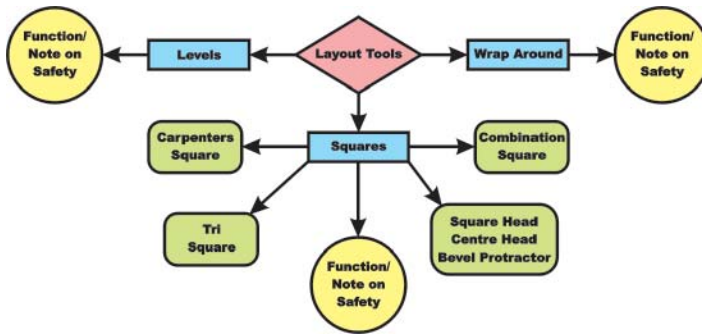 Function/
Note on
Safety
Levels
Layout Tools
Wrap Around
Function/
Note on
Safety
Carpenters
Square
Squares
Combination
Square
Tri
Square
Function/
Note on
Safety
Square Head
Centre Head
Bevel Protractor